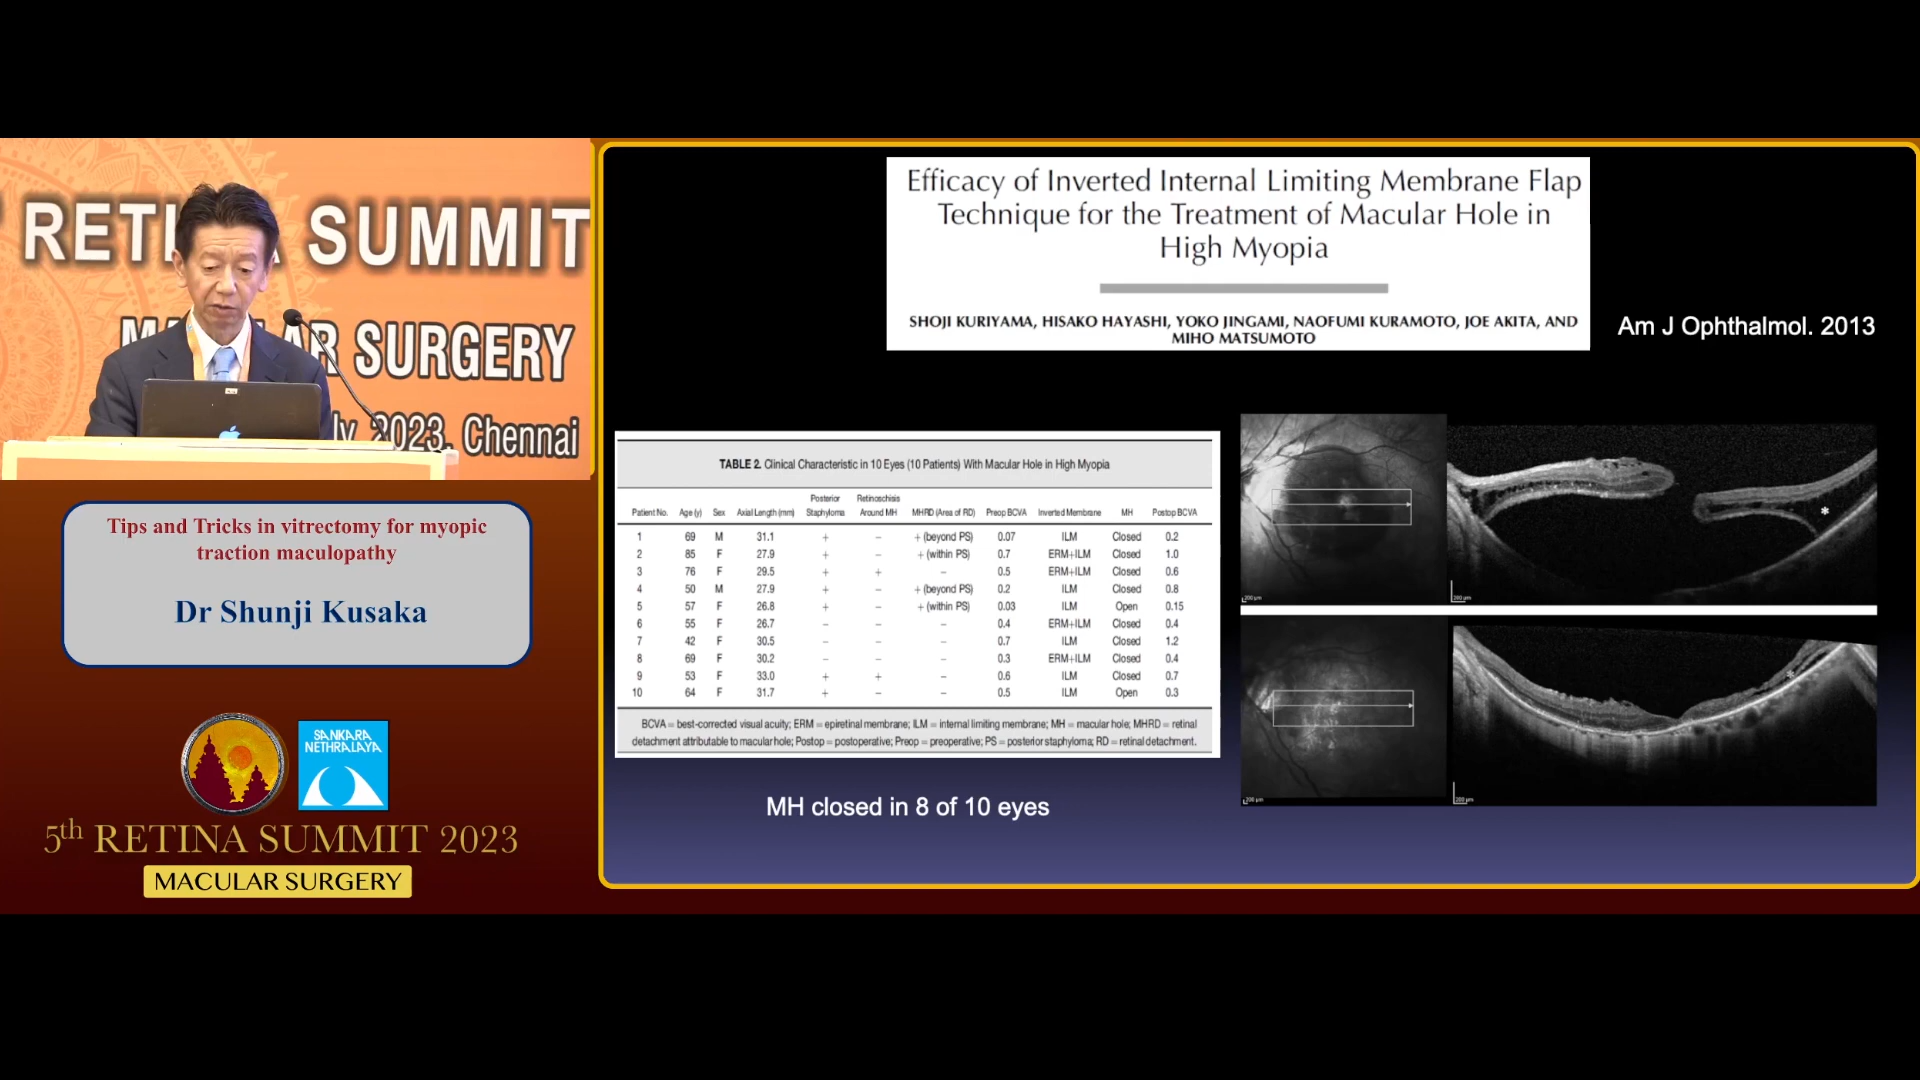 RETI SUMMIT
M AR SURGERY
ly, 2023, Chennai
Tips and Tricks in vitrectomy for myopic
traction maculopathy
Dr Shunji Kusaka
SANKARA
NETHRALAYA
5th RETINA SUMMIT 2023
MACULAR SURGERY
Efficacy of Inverted Internal Limiting Membrane Flap
Technique for the Treatment of Macular Hole in
High Myopia
SHOJI KURIYAMA, HISAKO HAYASHI, YOKO JINGAMI, NAOFUMI KURAMOTO, JOE AKITA, AND
MIHO MATSUMOTO
Am J Ophthalmol. 2013
TABLE 2. Clinical Characteristic in 10 Eyes (10 Patients) With Macular Hole in High Myopia
Posterior Retinoschisis
Patient No. Age (y) Sex Axial Length (mm) Staphyloma Around MH MHRD (Area of RD) Preop BCVA Inverted Membrane MH Postop BCVA
1 69 M 31.1 + − + (beyond PS) 0.07 ILM Closed 0.2
2 85 F 27.9 + − + (within PS) 0.7 ERM+ILM Closed 1.0
3 76 F 29.5 + + − 0.5 ERM+ILM Closed 0.6
4 50 M 27.9 + − + (beyond PS) 0.2 ILM Closed 0.8
5 57 F 26.8 + − + (within PS) 0.03 ILM Open 0.15
6 55 F 26.7 − − − 0.4 ERM+ILM Closed 0.4
7 42 F 30.5 − − − 0.7 ILM Closed 1.2
8 69 F 30.2 − − − 0.3 ERM+ILM Closed 0.4
9 53 F 33.0 + + − 0.6 ILM Closed 0.7
10 64 F 31.7 + − − 0.5 ILM Open 0.3
BCVA = best-corrected visual acuity; ERM = epiretinal membrane; ILM = internal limiting membrane; MH = macular hole; MHRD = retinal
detachment attributable to macular hole; Postop = postoperative; Preop = preoperative; PS = posterior staphyloma; RD = retinal detachment.
MH closed in 8 of 10 eyes
*
200 µm
200 µm
*
200 µm
200 µm